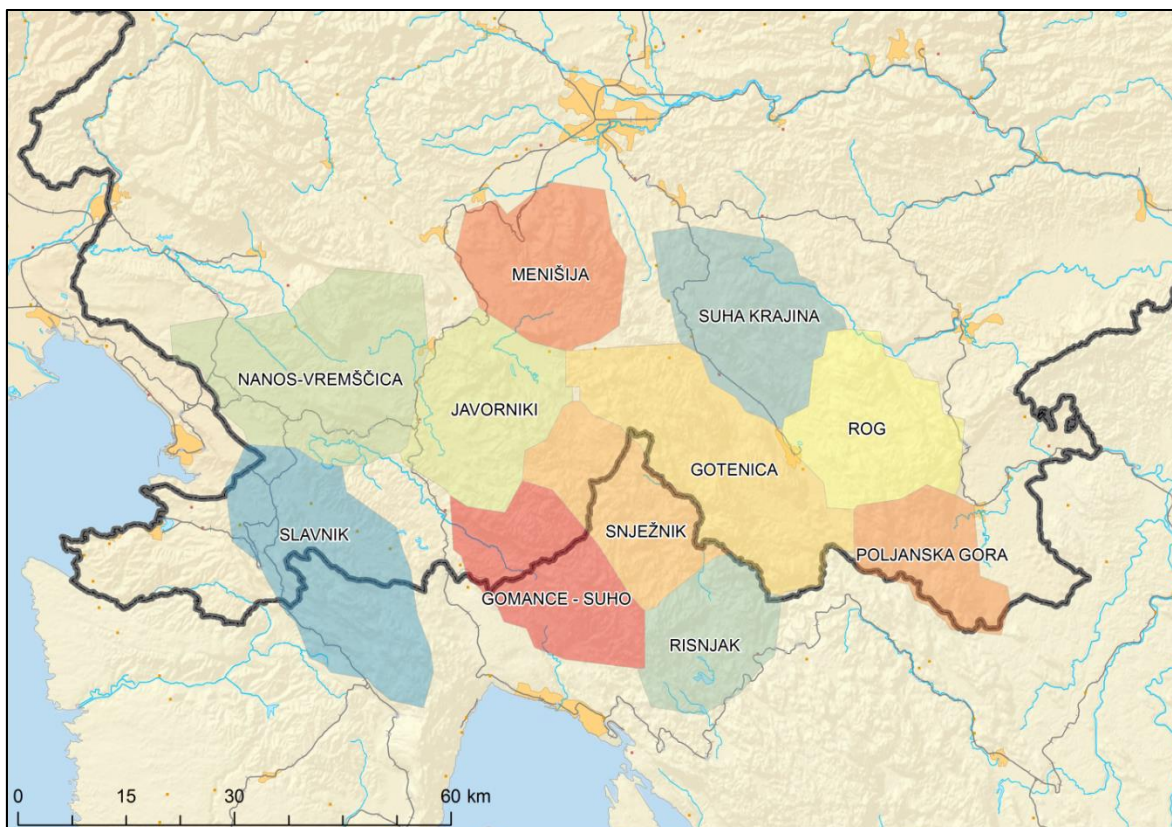 MENIŠIJA
SUHA KRAJINA
NANOS-VREMŠČICA
JAVORNIKI
ROG
GOTENICA
SLAVNIK
SNJEŽNIK
POLJANSKA GORA
GOMANCE - SUHO
RISNJAK
0 15 30 60 km